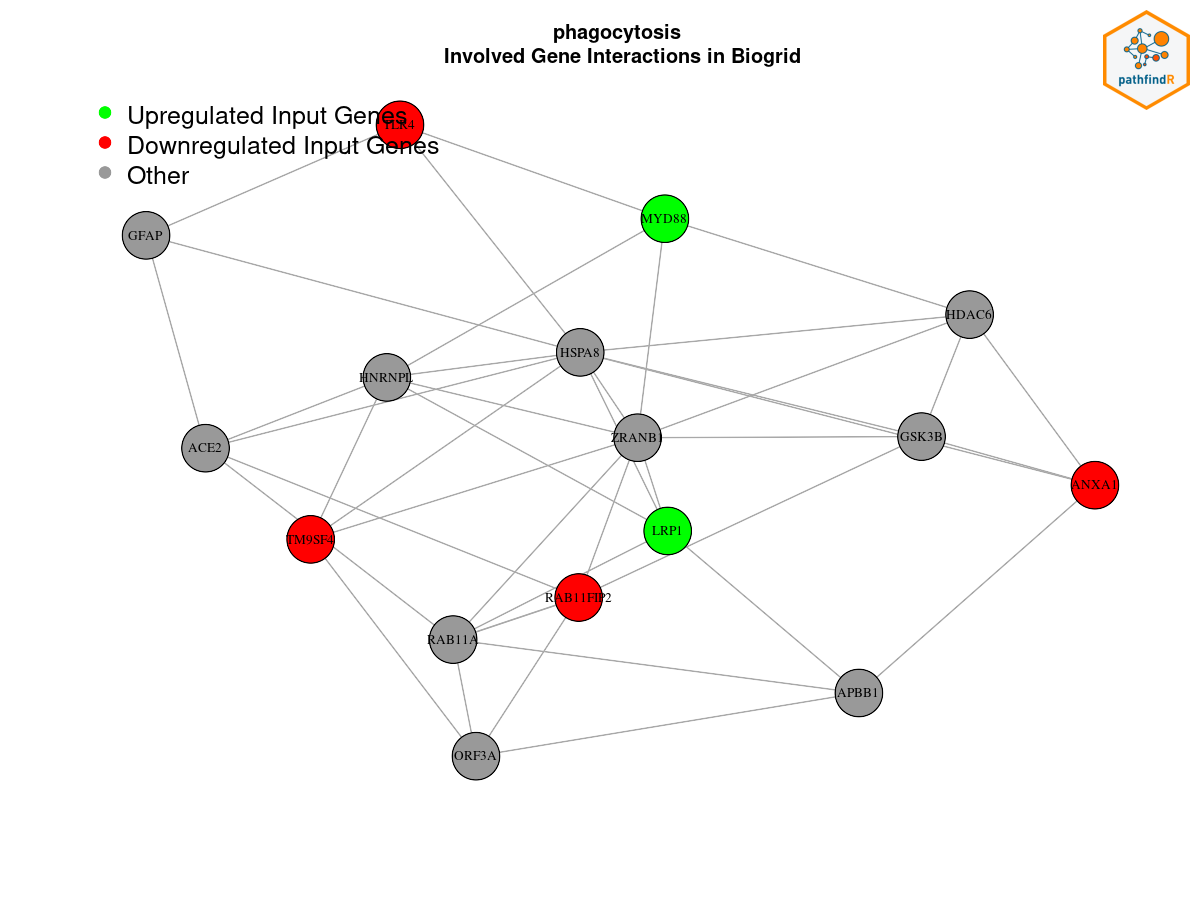 phagocytosis
Involved Gene Interactions in Biogrid
pathfindR
Upregulated Input Genes
Downregulated Input Genes
Other
TLR4
MYD88
GFAP
HDAC6
HSPA8
HNRNPL
ZRANB1
GSK3B
ACE2
ANXA1
LRP1
TM9SF4
RAB11FIP2
RAB11A
APBB1
ORF3A